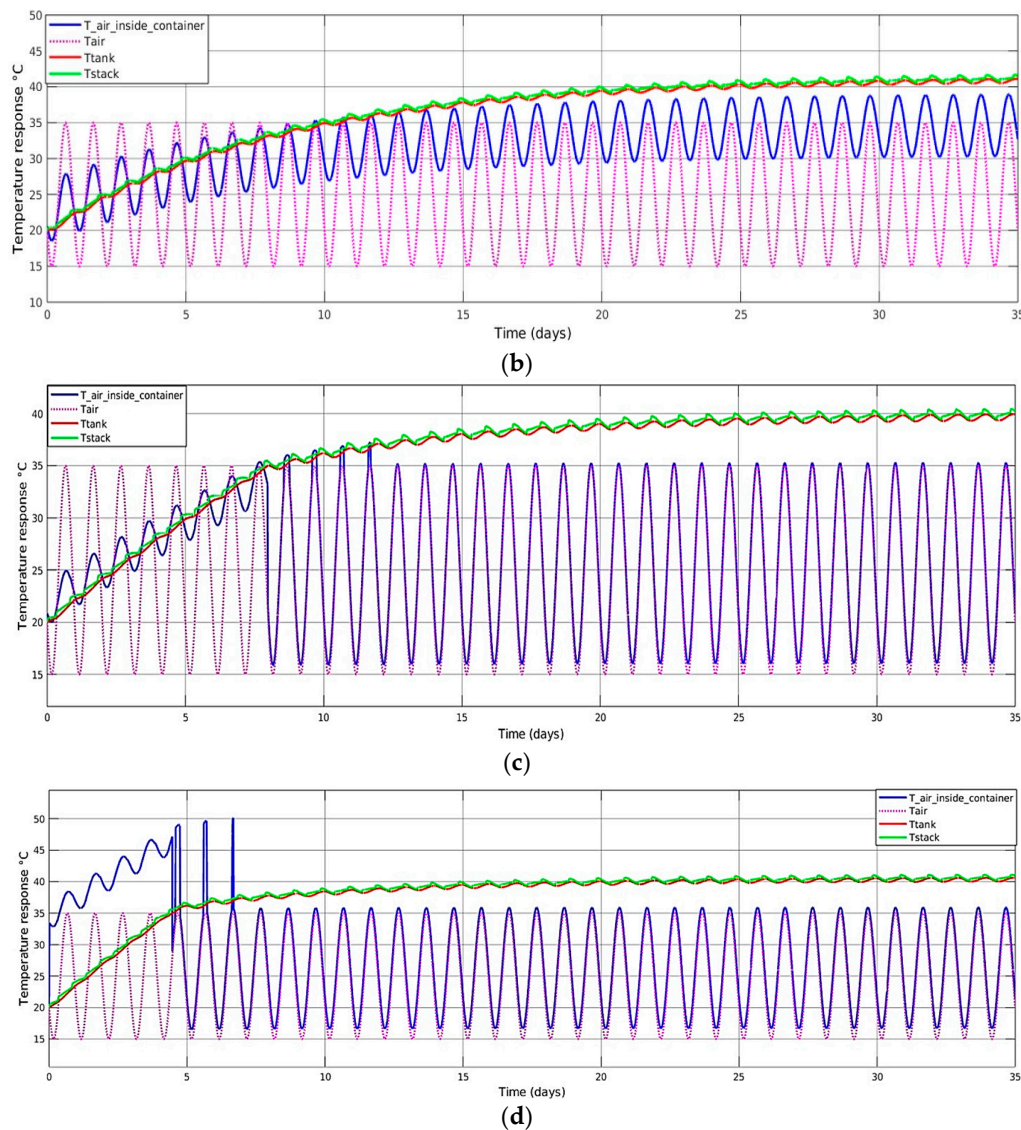 50
45
40
35
30
25
20
15
10
Temperature response °C
T_air_inside_container
Tair
Ttank
Tstack
0 5 10 15 20 25 30 35
Time (days)
(b)
40
35
30
25
20
15
Temperature response °C
T_air_inside_container
Tair
Ttank
Tstack
0 5 10 15 20 25 30 35
Time (days)
(c)
50
45
40
35
30
25
20
15
Temperature response °C
T_air_inside_container
Tair
Ttank
Tstack
0 5 10 15 20 25 30 35
Time (days)
(d)